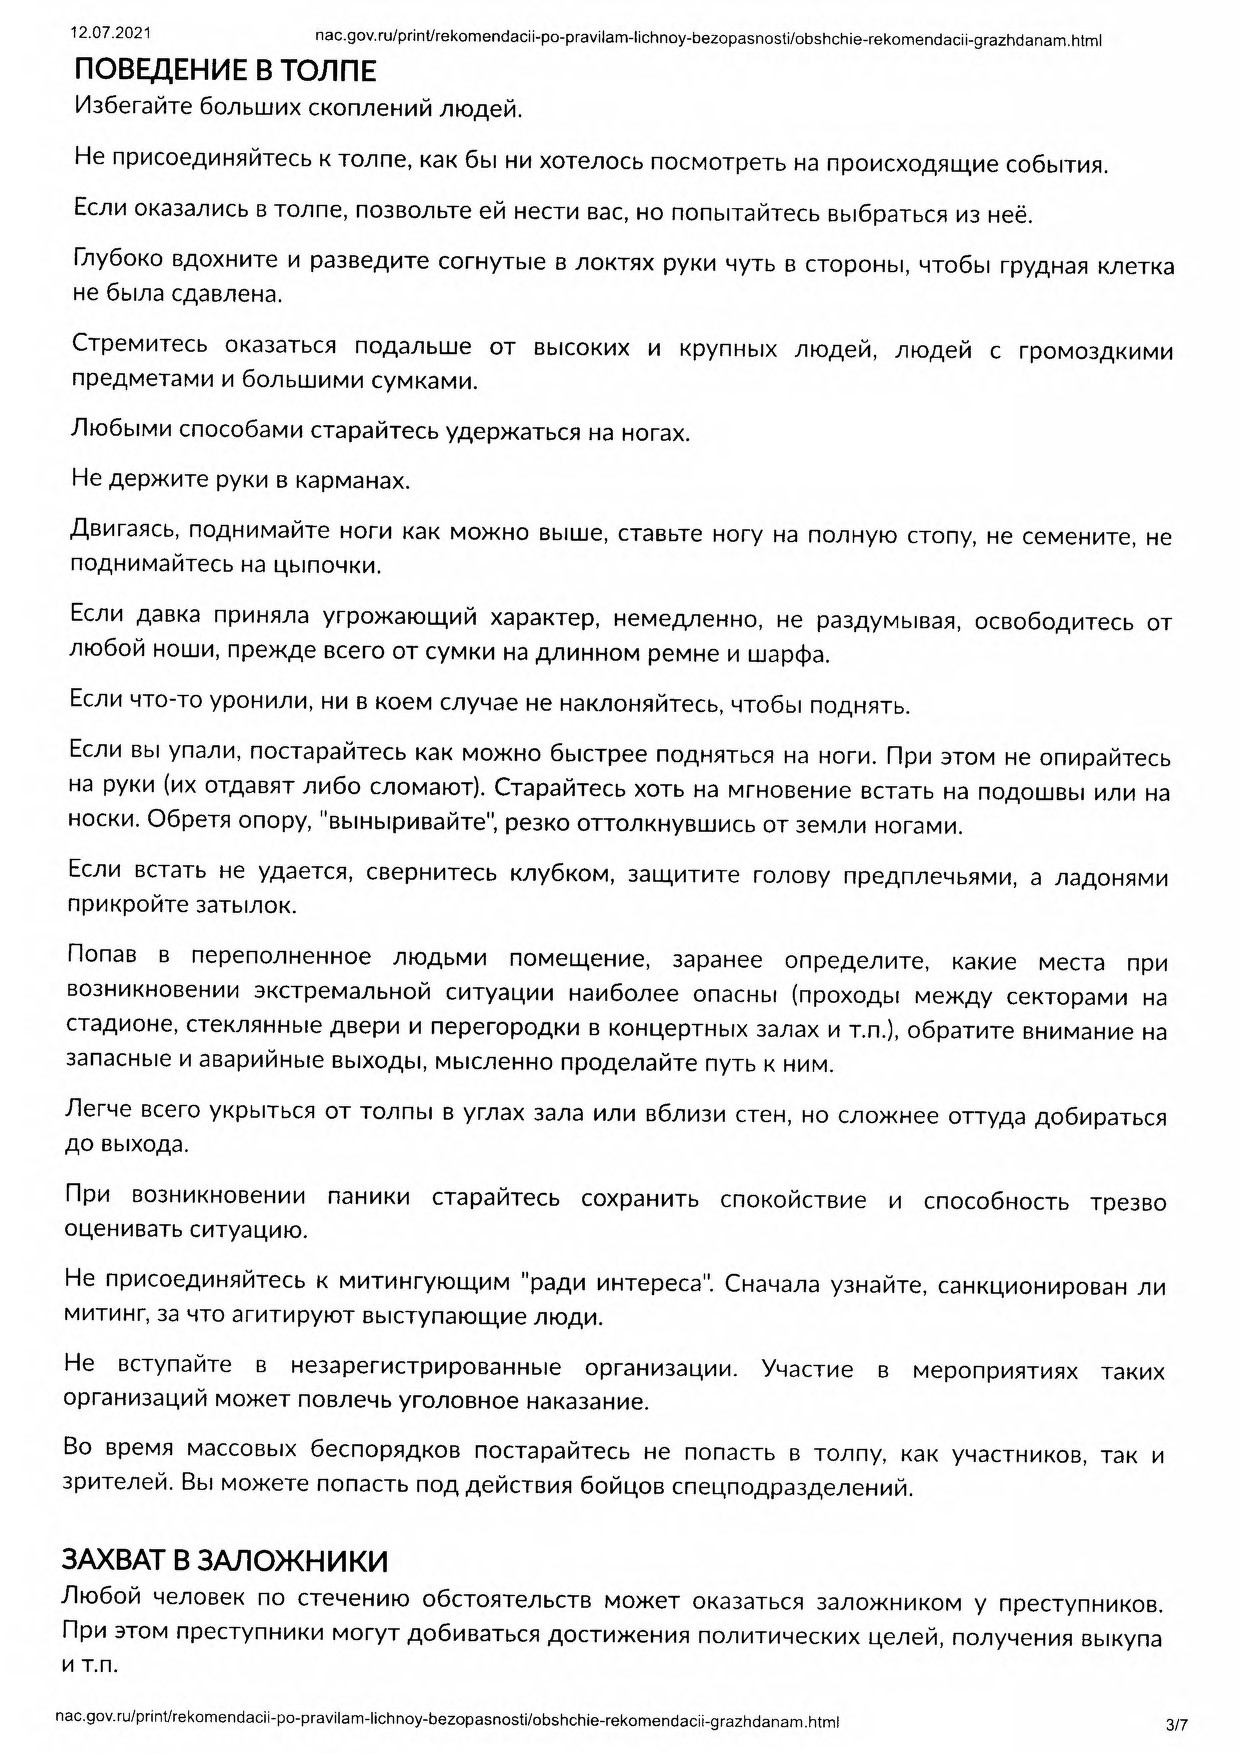 12.07.2021
nac.gov.ru/print/rekomendacii-po-pravilam-lichnoy-bezopasnosti/obshchie-rekomendacii-grazhdanam.html
ПОВЕДЕНИЕ В ТОЛПЕ
Избегайте больших скоплений людей.
Не присоединяйтесь к толпе, как бы ни хотелось посмотреть на происходящие события.
Если оказались в толпе, позвольте ей нести вас, но попытайтесь выбраться из неё.
Глубоко вдохните и разведите согнутые в локтях руки чуть в стороны, чтобы грудная клетка
не была сдавлена.
Стремитесь оказаться подальше от высоких и крупных людей, людей с громоздкими
предметами и большими сумками.
Любыми способами старайтесь удержаться на ногах.
Не держите руки в карманах.
Двигаясь, поднимайте ноги как можно выше, ставьте ногу на полную стопу, не семените, не
поднимайтесь на цыпочки.
Если давка приняла угрожающий характер, немедленно, не раздумывая, освободитесь от
любой ноши, прежде всего от сумки на длинном ремне и шарфа.
Если что-то уронили, ни в коем случае не наклоняйтесь, чтобы поднять.
Если вы упали, постарайтесь как можно быстрее подняться на ноги. При этом не опирайтесь
на руки (их отдавят либо сломают). Старайтесь хоть на мгновение встать на подошвы или на
носки. Обретя опору, "выныривайте", резко оттолкнувшись от земли ногами.
Если встать не удается, свернитесь клубком, защитите голову предплечьями, а ладонями
прикройте затылок.
Попав в переполненное людьми помещение, заранее определите, какие места при
возникновении экстремальной ситуации наиболее опасны (проходы между секторами на
стадионе, стеклянные двери и перегородки в концертных залах и т.п.), обратите внимание на
запасные и аварийные выходы, мысленно проделайте путь к ним.
Легче всего укрыться от толпы в углах зала или вблизи стен, но сложнее оттуда добираться
до выхода.
При возникновении паники старайтесь сохранить спокойствие и способность трезво
оценивать ситуацию.
Не присоединяйтесь к митингующим "ради интереса". Сначала узнайте, санкционирован ли
митинг, за что агитируют выступающие люди.
Не вступайте в незарегистрированные организации. Участие в мероприятиях таких
организаций может повлечь уголовное наказание.
Во время массовых беспорядков постарайтесь не попасть в толпу, как участников, так и
зрителей. Вы можете попасть под действия бойцов спецподразделений.
ЗАХВАТ В ЗАЛОЖНИКИ
Любой человек по стечению обстоятельств может оказаться заложником у преступников.
При этом преступники могут добиваться достижения политических целей, получения выкупа
и т.п.
nac.gov.ru/print/rekomendacii-po-pravilam-lichnoy-bezopasnosti/obshchie-rekomendacii-grazhdanam.html
3/7